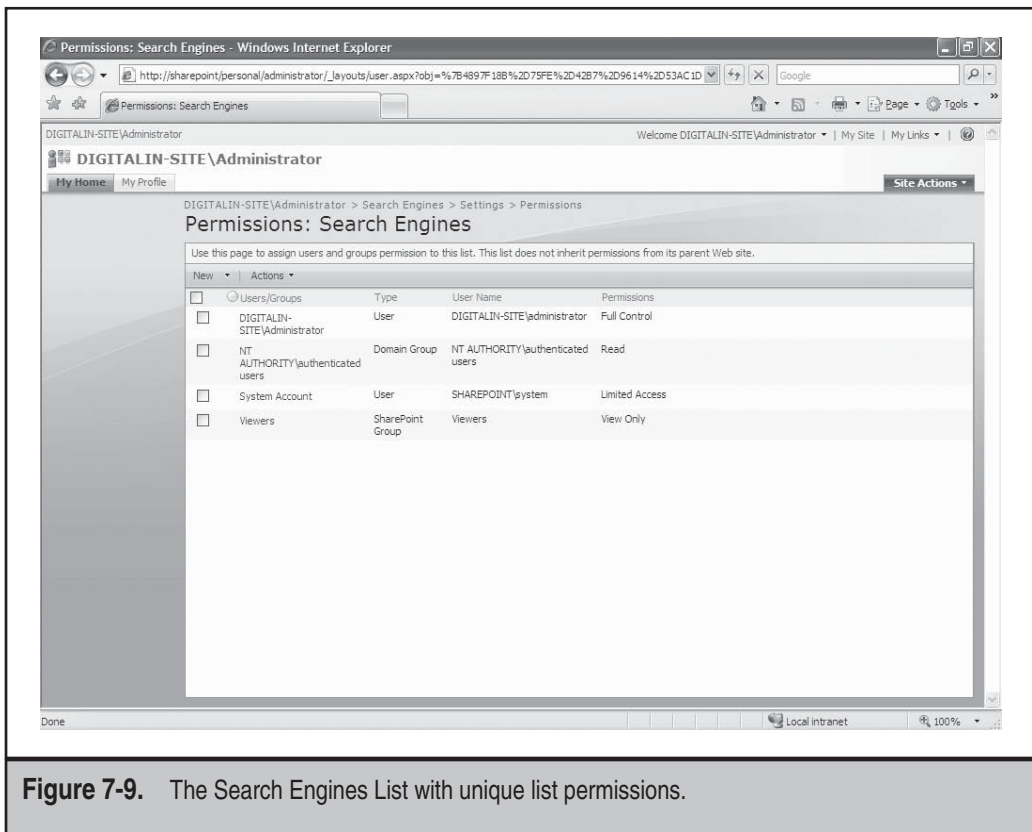 Permissions: Search Engines - Windows Internet Explorer
http://sharepoint/personal/administrator/_layouts/user.aspx?obj=%7B4897F18B%2D75FE%2D42B7%2D9614%2D53AC1D
Google
Permissions: Search Engines
Page
Tools
DIGITALIN-SITE\Administrator
Welcome DIGITALIN-SITE\Administrator | My Site | My Links |
DIGITALIN-SITE\Administrator
My Home My Profile
Site Actions
DIGITALIN-SITE\Administrator > Search Engines > Settings > Permissions
Permissions: Search Engines
Use this page to assign users and groups permission to this list. This list does not inherit permissions from its parent Web site.
New | Actions
Users/Groups Type User Name Permissions
DIGITALIN- User DIGITALIN-SITE\administrator Full Control
SITE\Administrator
NT Domain Group NT AUTHORITY\authenticated Read
AUTHORITY\authenticated users
users
System Account User SHAREPOINT\system Limited Access
Viewers SharePoint Viewers View Only
Group
Done
Local intranet
100%
Figure 7-9. The Search Engines List with unique list permissions.